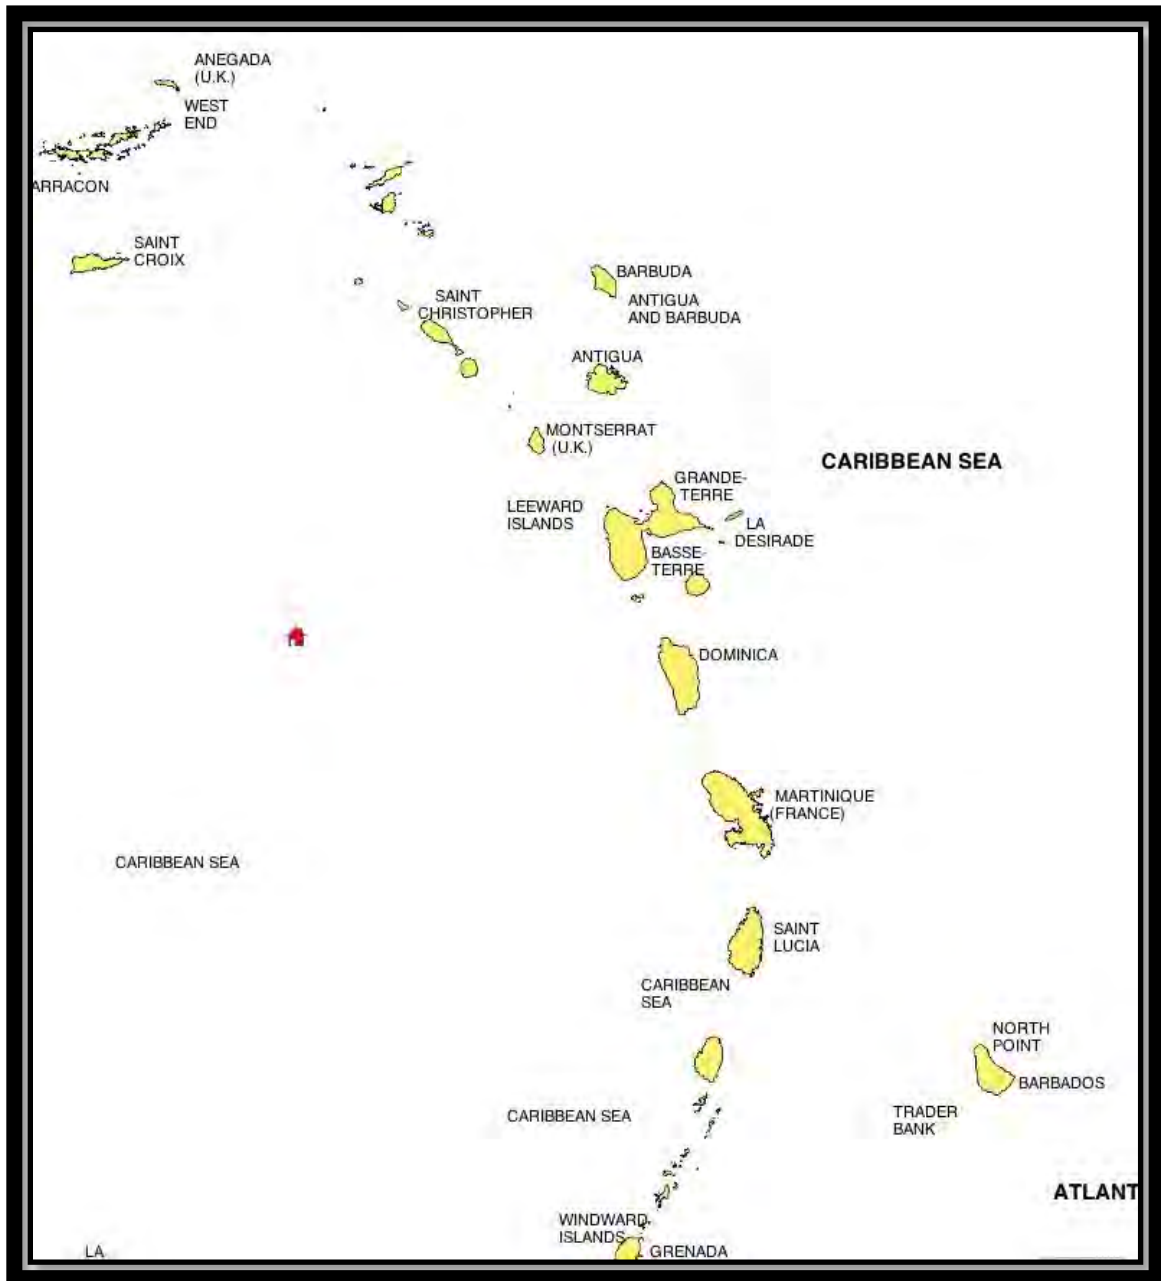 ANEGADA
(U.K.)
WEST
END
ARRACON
SAINT
CROIX
SAINT
CHRISTOPHER
BARBUDA
ANTIGUA
AND BARBUDA
ANTIGUA
MONTSERRAT
(U.K.)
CARIBBEAN SEA
GRANDE-
TERRE
LEEWARD
ISLANDS
LA
DESIRADE
BASSE-
TERRE
DOMINICA
MARTINIQUE
(FRANCE)
CARIBBEAN SEA
SAINT
LUCIA
CARIBBEAN
SEA
NORTH
POINT
BARBADOS
CARIBBEAN SEA
TRADER
BANK
ATLANT
WINDWARD
ISLANDS
GRENADA
LA